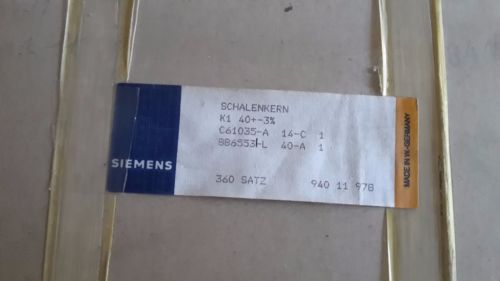 SCHALENKERN
K1 40+-3%
C61035-A 14-C 1
B86553-L 40-A 1
SIEMENS
360 SATZ 940 11 978
MADE IN W.-GERMANY